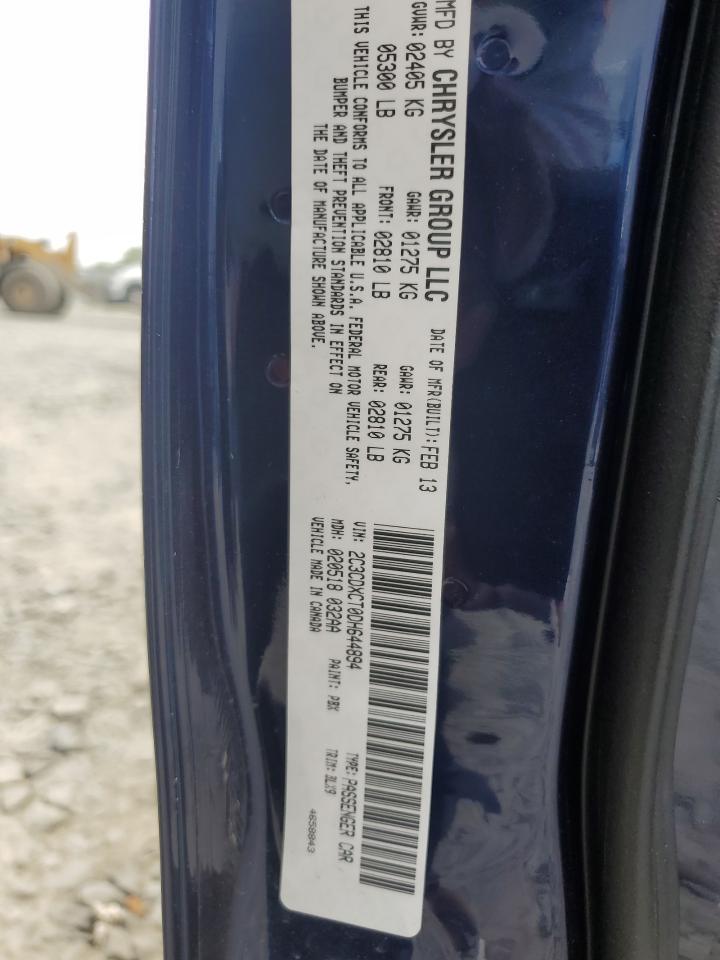 MFD BY CHRYSLER GROUP LLC DATE OF MFR(BUILT): FEB 13
GVWR: 02405 KG GAWR: 01275 KG GAWR: 01275 KG
05300 LB FRONT: 02810 LB REAR: 02810 LB
THIS VEHICLE CONFORMS TO ALL APPLICABLE U.S.A. FEDERAL MOTOR VEHICLE SAFETY,
BUMPER AND THEFT PREVENTION STANDARDS IN EFFECT ON
THE DATE OF MANUFACTURE SHOWN ABOVE.
VIN: 2C3CDXCT0DH644894 TYPE: PASSENGER CAR
MDH: 020518 032AA PAINT: PBX TRIM: BLX9
VEHICLE MADE IN CANADA 4658843